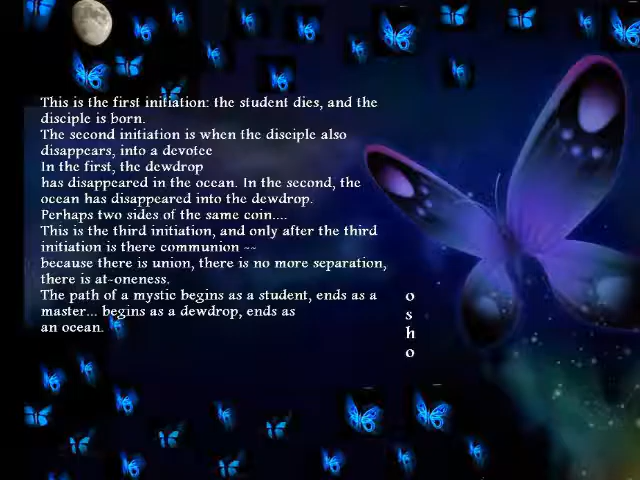 This is the first initiation: the student dies, and the
disciple is born.
The second initiation is when the disciple also
disappears, into a devotee
In the first, the dewdrop
has disappeared in the ocean. In the second, the
ocean has disappeared into the dewdrop.
Perhaps two sides of the same coin....
This is the third initiation, and only after the third
initiation is there communion ~~
because there is union, there is no more separation,
there is at-oneness.
The path of a mystic begins as a student, ends as a
master... begins as a dewdrop, ends as
an ocean.
o
s
h
o